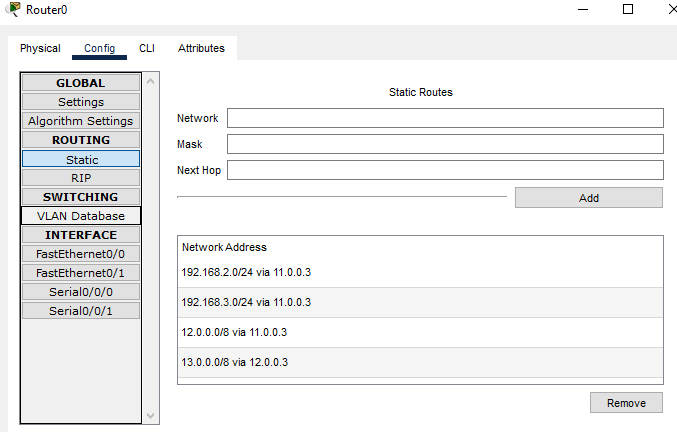 Router0
Physical Config CLI Attributes
GLOBAL
Settings
Algorithm Settings
ROUTING
Static
RIP
SWITCHING
VLAN Database
INTERFACE
FastEthernet0/0
FastEthernet0/1
Serial0/0/0
Serial0/0/1
Static Routes
Network
Mask
Next Hop
Add
Network Address
192.168.2.0/24 via 11.0.0.3
192.168.3.0/24 via 11.0.0.3
12.0.0.0/8 via 11.0.0.3
13.0.0.0/8 via 12.0.0.3
Remove